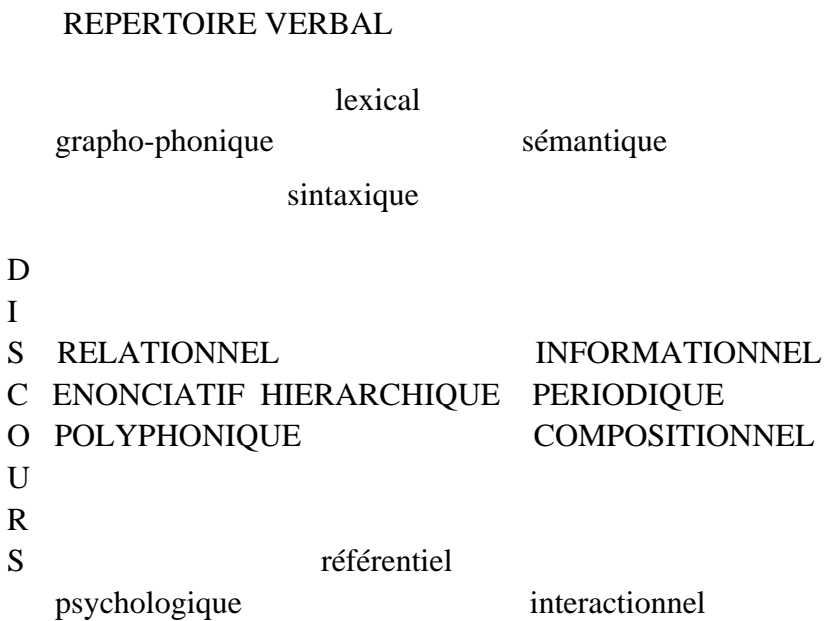 REPERTOIRE VERBAL
lexical
grapho-phonique sémantique
sintaxique
D
I
S RELATIONNEL INFORMATIONNEL
C ENONCIATIF HIERARCHIQUE PERIODIQUE
O POLYPHONIQUE COMPOSITIONNEL
U
R
S référentiel
psychologique interactionnel